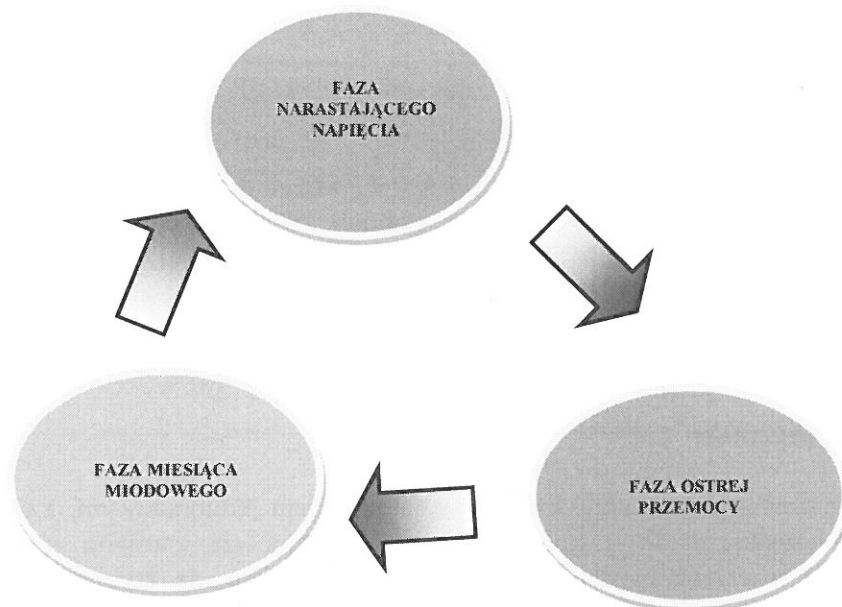 FAZA
NARASTAJĄCEGO
NAPIĘCIA
FAZA MIESIĄCA
MIODOWEGO
FAZA OSTREJ
PRZEMOCY